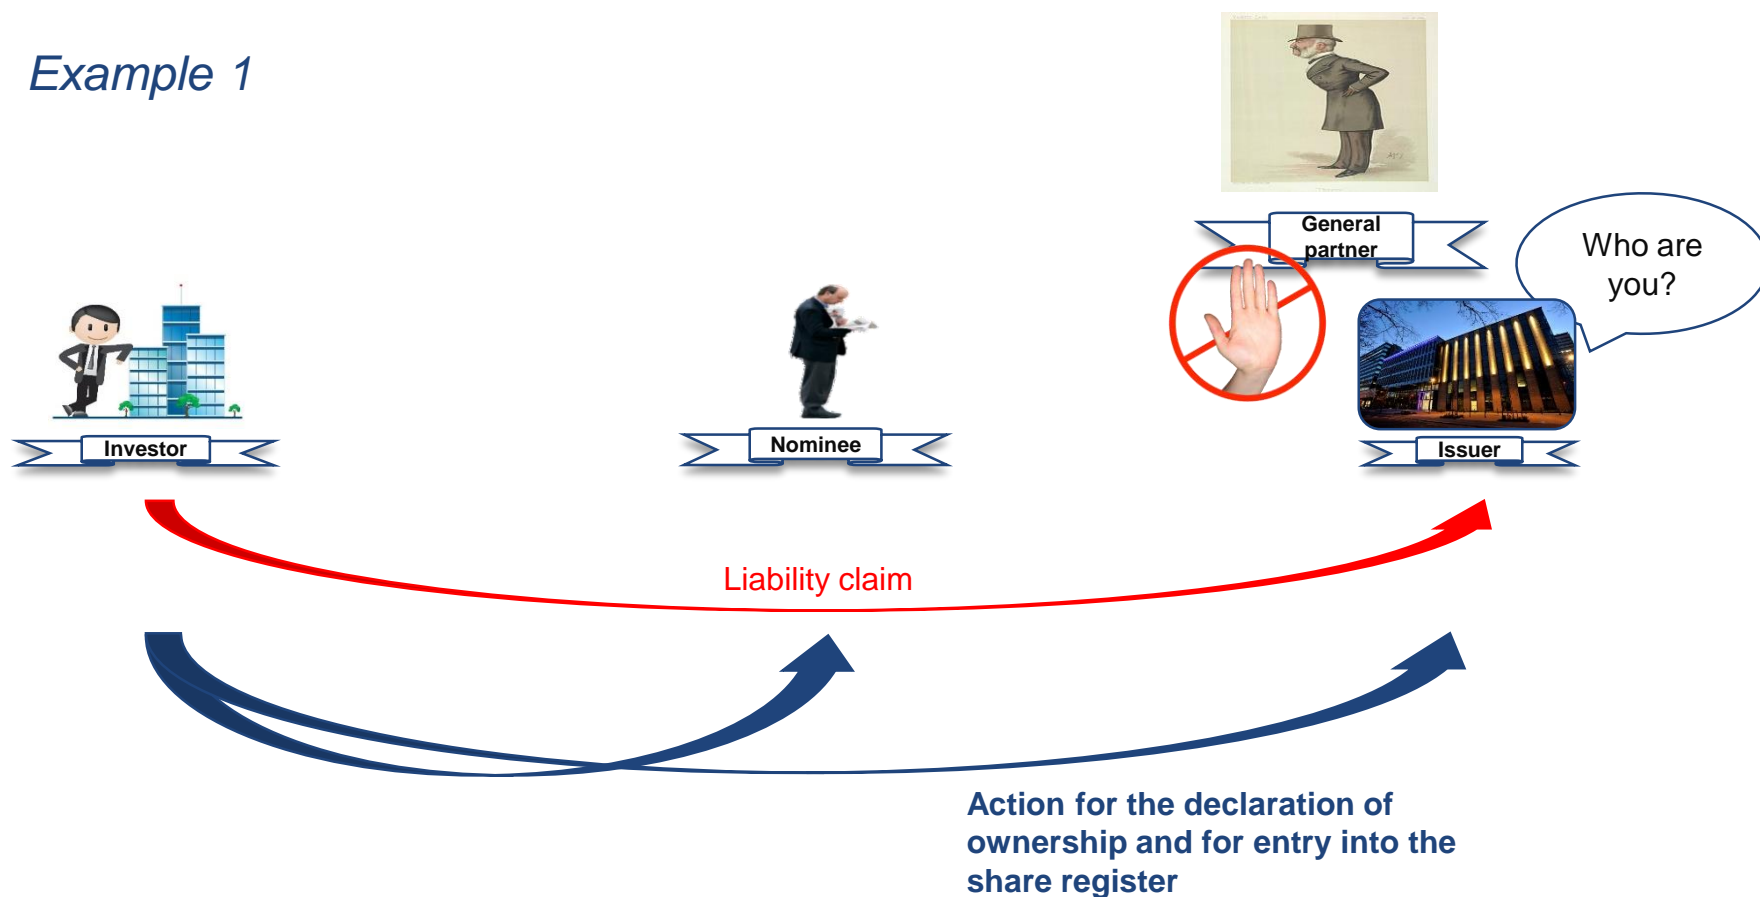 Example 1
General
partner
Who are
you?
Investor
Nominee
Issuer
Liability claim
Action for the declaration of
ownership and for entry into the
share register